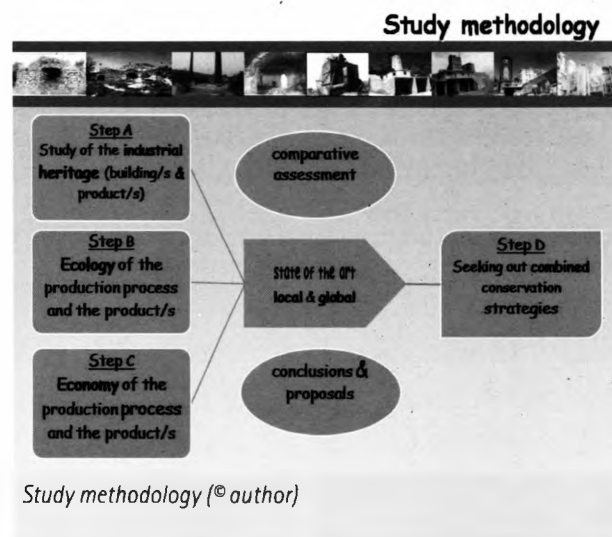 Study methodology
Step A
Study of the industrial
heritage (building/s &
product/s)
comparative
assessment
Step B
Ecology of the
production process
and the product/s
State of the art
local & global
Step D
Seeking out combined
conservation
strategies
Step C
Economy of the
production process
and the product/s
conclusions &
proposals
Study methodology (© author)